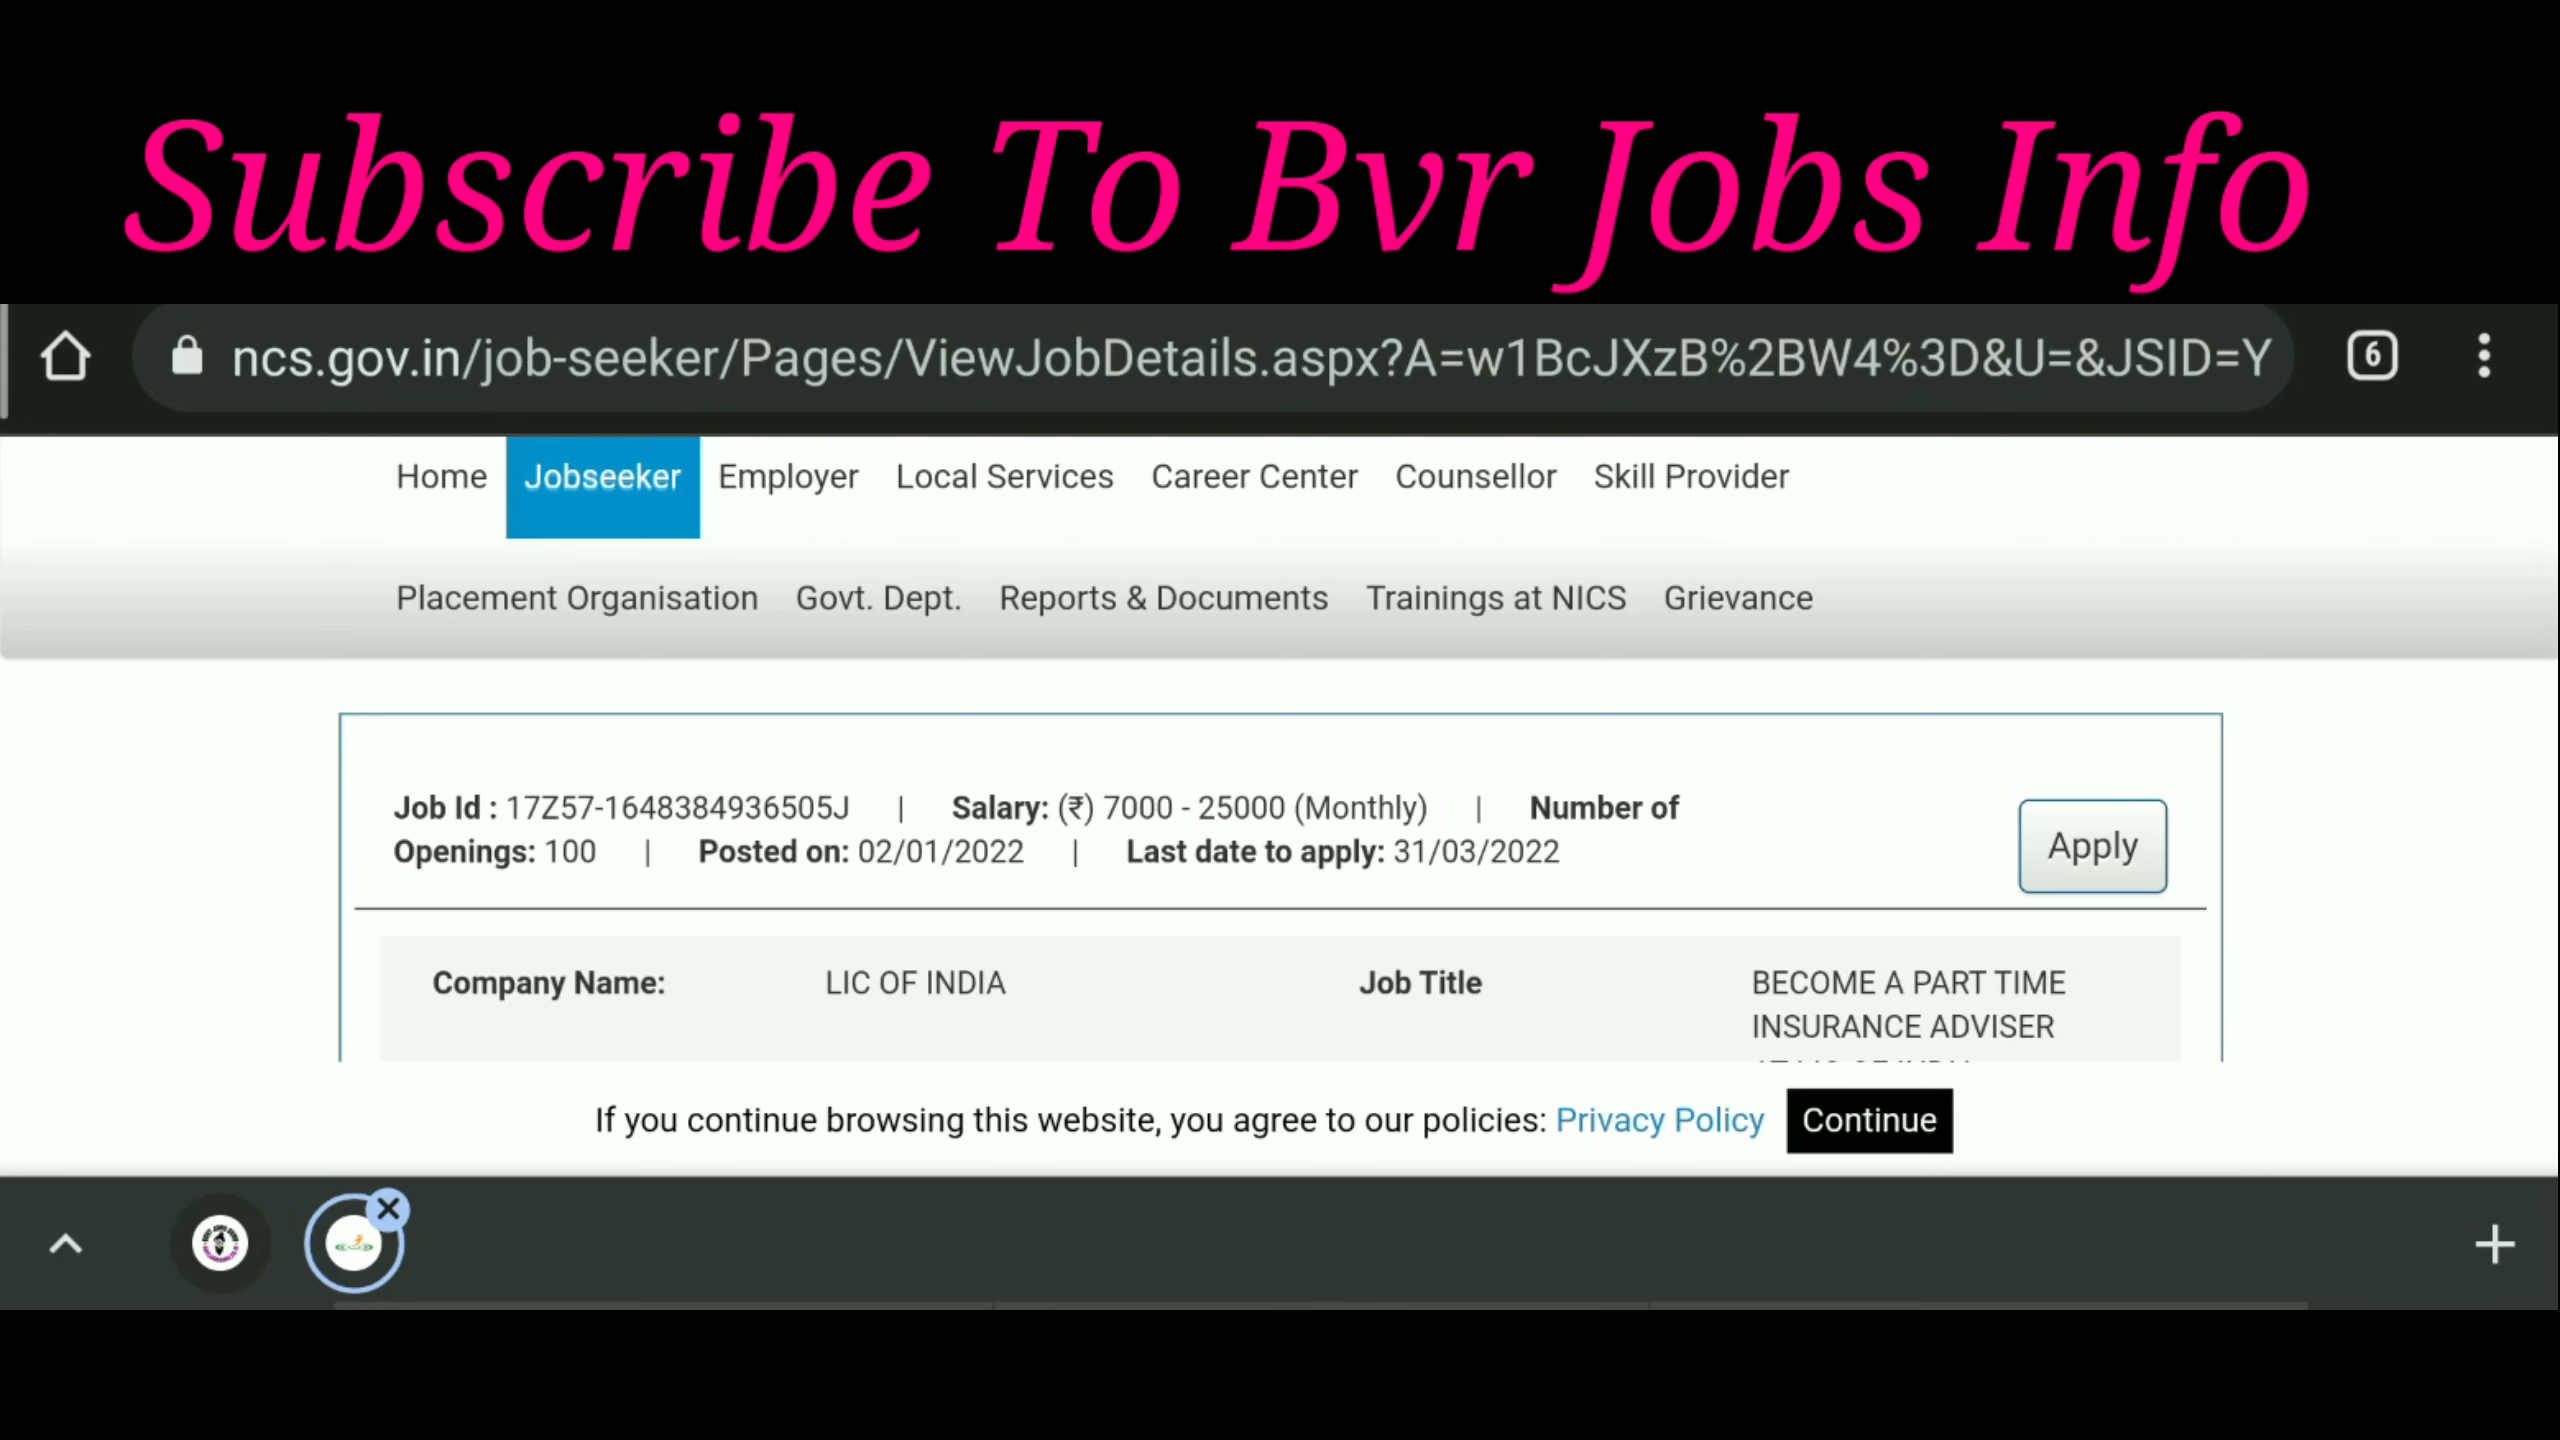 Subscribe To Bvr Jobs Info
ncs.gov.in/job-seeker/Pages/ViewJobDetails.aspx?A=w1BcJXzB%2BW4%3D&U=&JSID=Y
6
Home Jobseeker Employer Local Services Career Center Counsellor Skill Provider
Placement Organisation Govt. Dept. Reports & Documents Trainings at NICS Grievance
Job Id : 17Z57-1648384936505J | Salary: (₹) 7000 - 25000 (Monthly) | Number of
Openings: 100 | Posted on: 02/01/2022 | Last date to apply: 31/03/2022
Apply
Company Name: LIC OF INDIA Job Title BECOME A PART TIME
INSURANCE ADVISER
If you continue browsing this website, you agree to our policies: Privacy Policy Continue